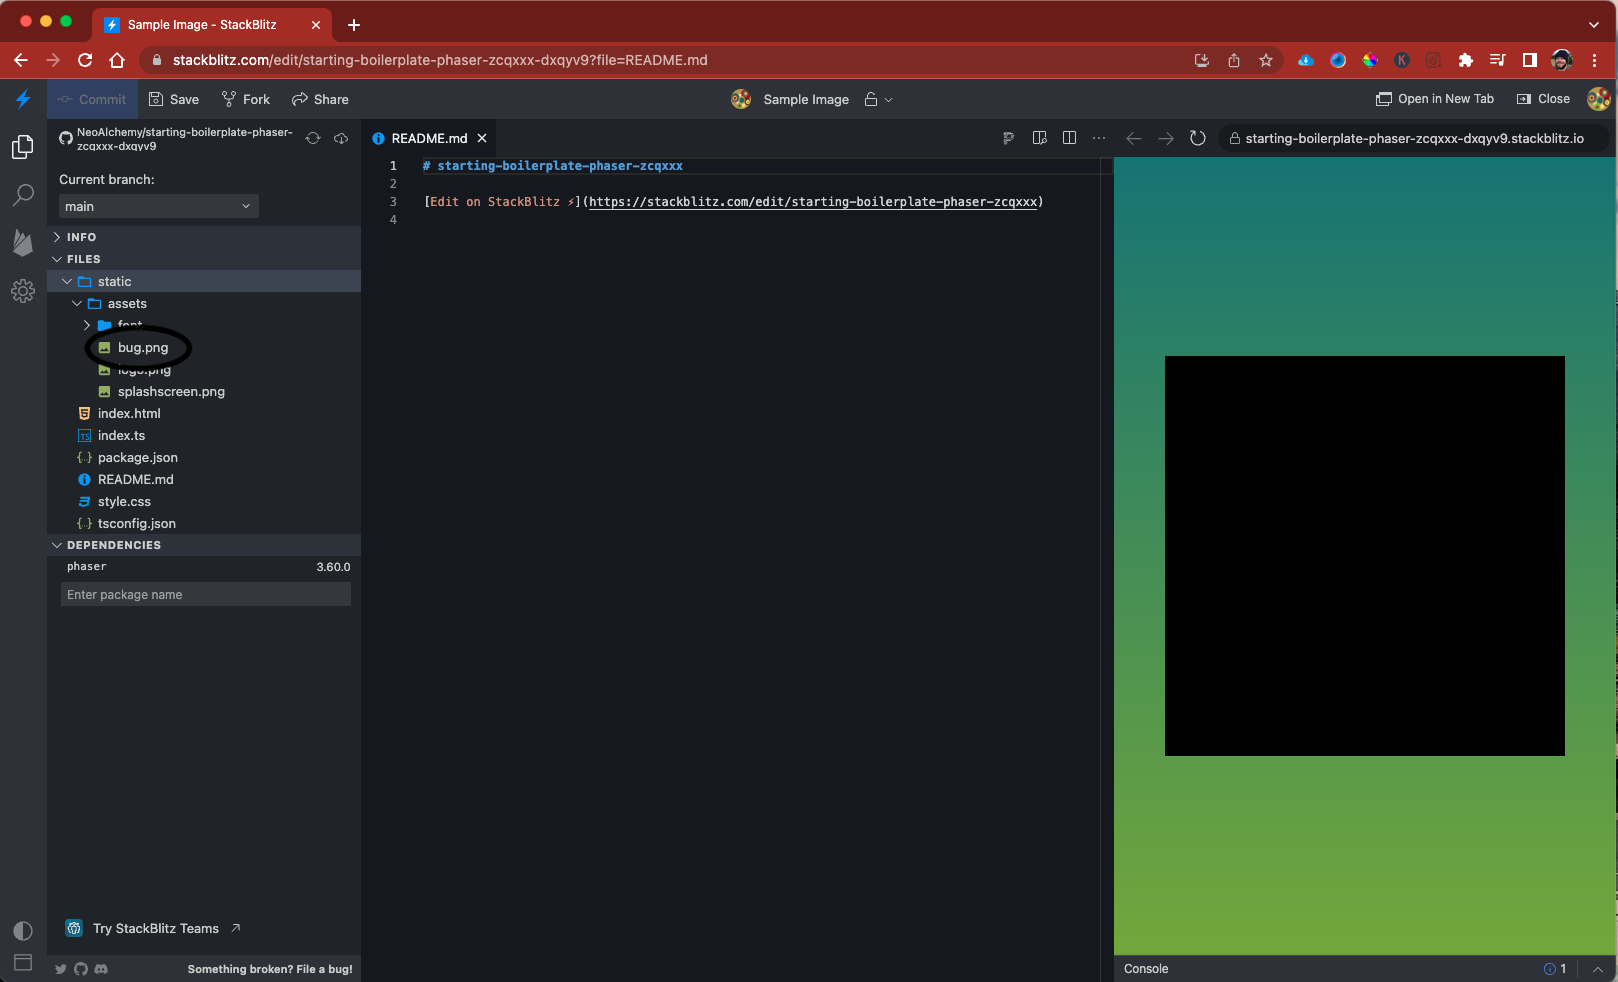 Sample Image - StackBlitz
stackblitz.com/edit/starting-boilerplate-phaser-zcqxxx-dxqyv9?file=README.md
Commit Save Fork Share Sample Image Open in New Tab Close
NeoAlchemy/starting-boilerplate-phaser-
zcqxxx-dxqyv9
README.md
starting-boilerplate-phaser-zcqxxx-dxqyv9.stackblitz.io
Current branch:
main
INFO
FILES
static
assets
font
bug.png
logo.png
splashscreen.png
index.html
index.ts
package.json
README.md
style.css
tsconfig.json
DEPENDENCIES
phaser 3.60.0
Enter package name
Try StackBlitz Teams
Something broken? File a bug!
1 # starting-boilerplate-phaser-zcqxxx
2
3 [Edit on StackBlitz ⚡](https://stackblitz.com/edit/starting-boilerplate-phaser-zcqxxx)
4
Console 1